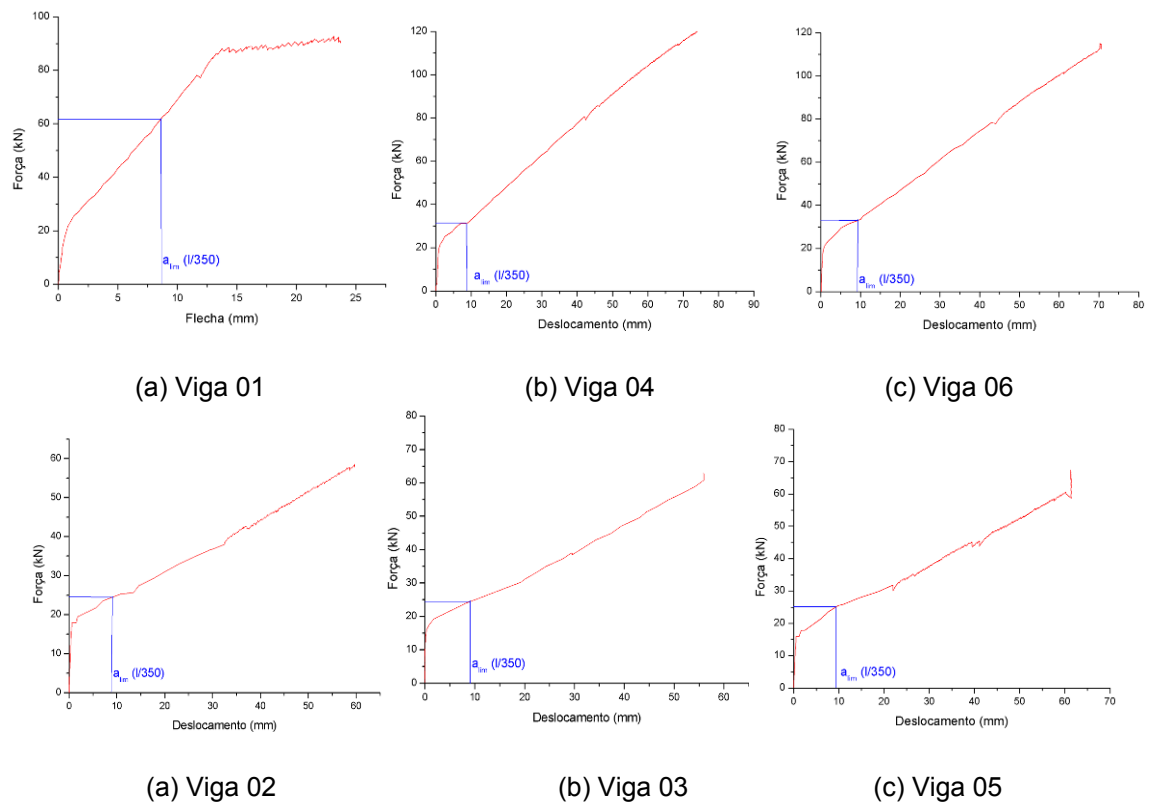 100
80
60
40
20
0
Força (kN)
0 5 10 15 20 25
Flecha (mm)
a_lim (l/350)
120
100
80
60
40
20
0
Força (kN)
0 10 20 30 40 50 60 70 80 90
Deslocamento (mm)
a_lim (l/350)
120
100
80
60
40
20
0
Força (kN)
0 10 20 30 40 50 60 70 80
Deslocamento (mm)
a_lim (l/350)
(a) Viga 01
(b) Viga 04
(c) Viga 06
60
50
40
30
20
10
0
Força (kN)
0 10 20 30 40 50 60
Deslocamento (mm)
a_lim (l/350)
80
70
60
50
40
30
20
10
0
Força (kN)
0 10 20 30 40 50 60
Deslocamento (mm)
a_lim (l/350)
80
70
60
50
40
30
20
10
0
Força (kN)
0 10 20 30 40 50 60 70
Deslocamento (mm)
a_lim (l/350)
(a) Viga 02
(b) Viga 03
(c) Viga 05